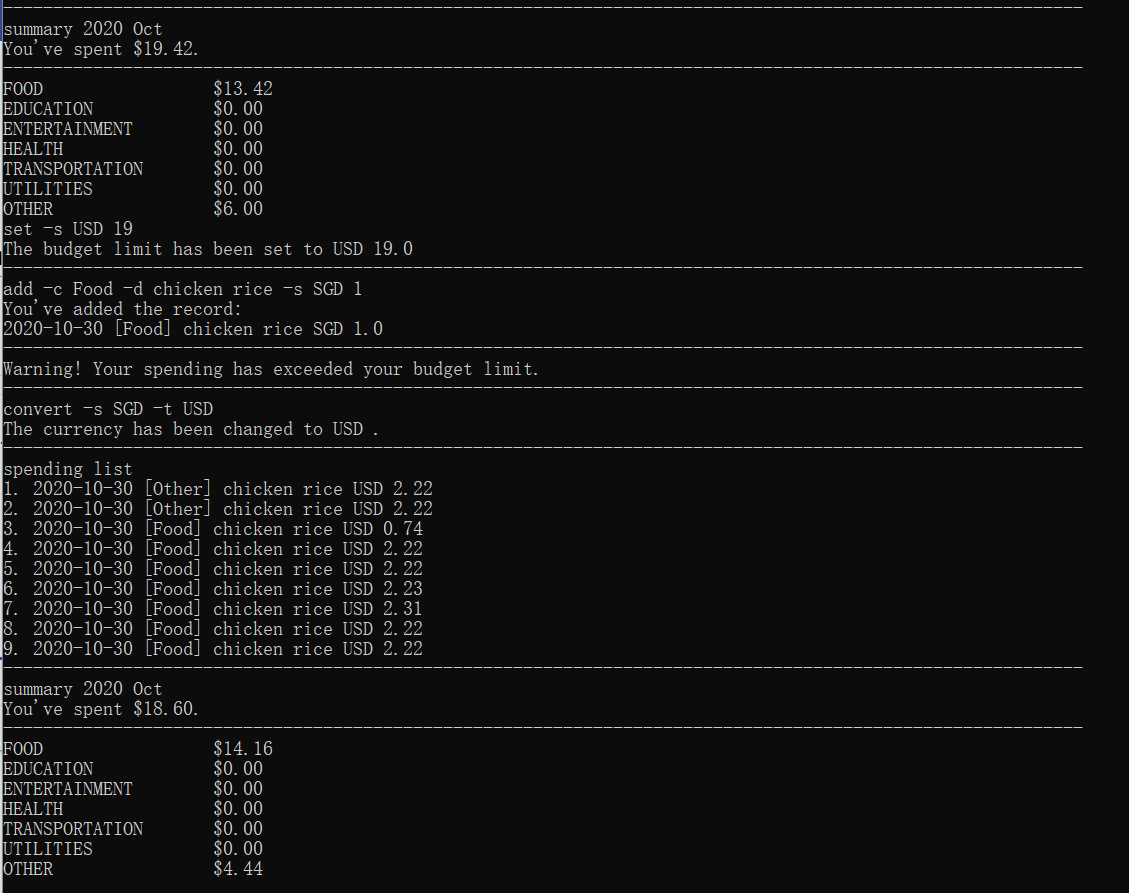 summary 2020 Oct
You've spent $19.42.
FOOD $13.42
EDUCATION $0.00
ENTERTAINMENT $0.00
HEALTH $0.00
TRANSPORTATION $0.00
UTILITIES $0.00
OTHER $6.00
set -s USD 19
The budget limit has been set to USD 19.0
add -c Food -d chicken rice -s SGD 1
You've added the record:
2020-10-30 [Food] chicken rice SGD 1.0
Warning! Your spending has exceeded your budget limit.
convert -s SGD -t USD
The currency has been changed to USD .
spending list
1. 2020-10-30 [Other] chicken rice USD 2.22
2. 2020-10-30 [Other] chicken rice USD 2.22
3. 2020-10-30 [Food] chicken rice USD 0.74
4. 2020-10-30 [Food] chicken rice USD 2.22
5. 2020-10-30 [Food] chicken rice USD 2.22
6. 2020-10-30 [Food] chicken rice USD 2.23
7. 2020-10-30 [Food] chicken rice USD 2.31
8. 2020-10-30 [Food] chicken rice USD 2.22
9. 2020-10-30 [Food] chicken rice USD 2.22
summary 2020 Oct
You've spent $18.60.
FOOD $14.16
EDUCATION $0.00
ENTERTAINMENT $0.00
HEALTH $0.00
TRANSPORTATION $0.00
UTILITIES $0.00
OTHER $4.44